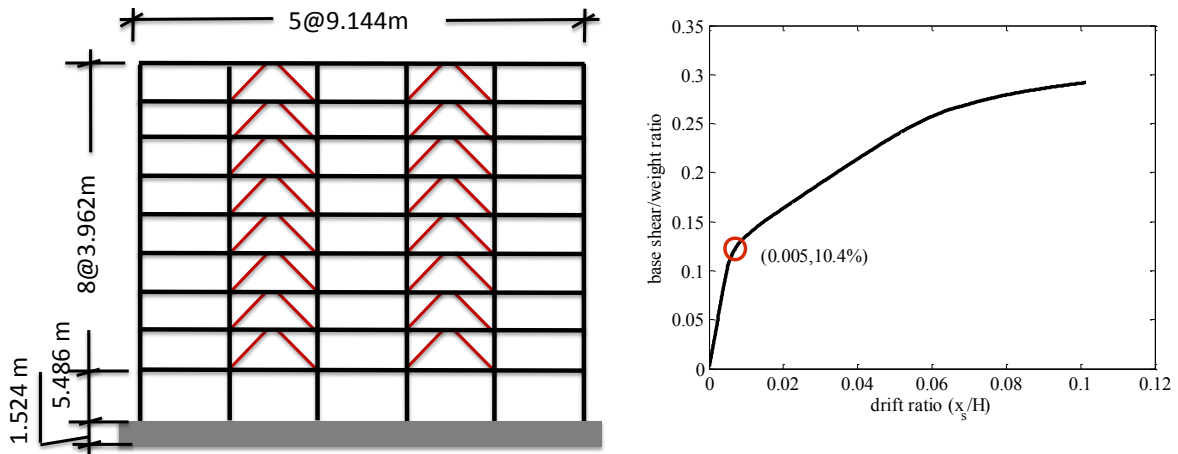 5@9.144m
8@3.962m
5.486 m
1.524 m
0.35
0.3
0.25
0.2
0.15
0.1
0.05
0
base shear/weight ratio
(0.005,10.4%)
0
0.02
0.04
0.06
0.08
0.1
0.12
drift ratio (x_s/H)